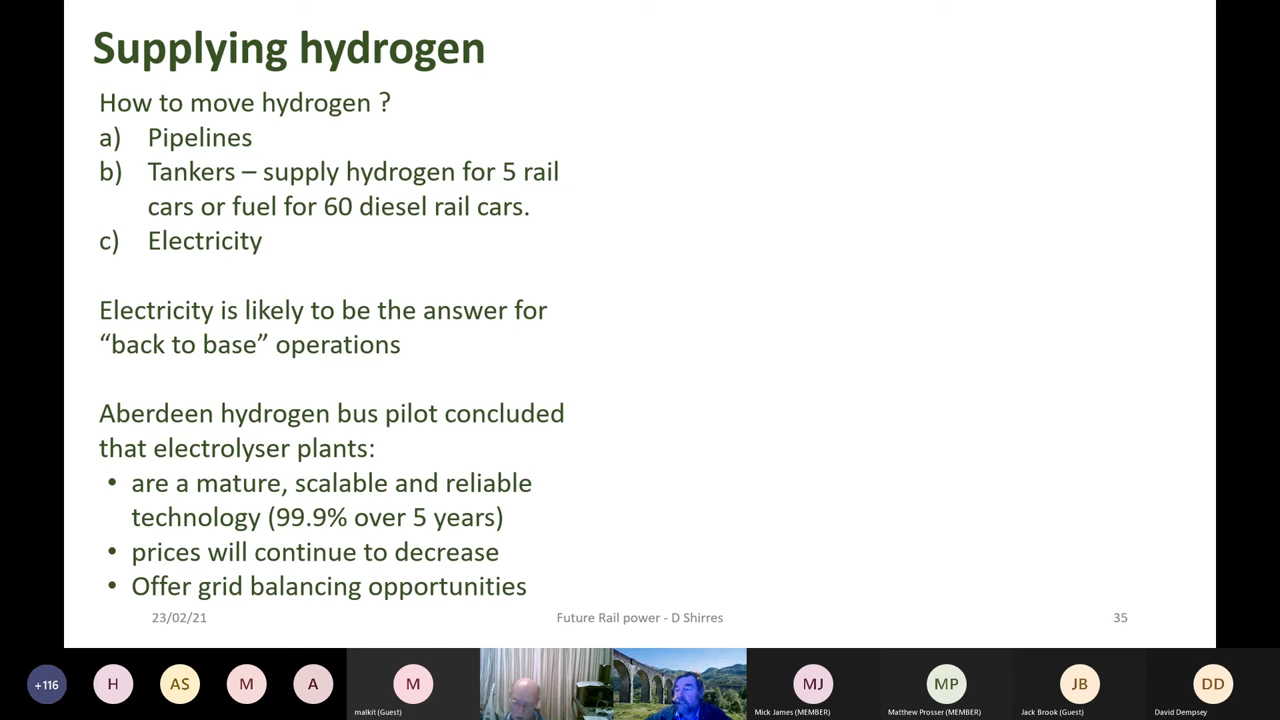 Supplying hydrogen
How to move hydrogen ?
a) Pipelines
b) Tankers – supply hydrogen for 5 rail
cars or fuel for 60 diesel rail cars.
c) Electricity
Electricity is likely to be the answer for
“back to base” operations
Aberdeen hydrogen bus pilot concluded
that electrolyser plants:
• are a mature, scalable and reliable
technology (99.9% over 5 years)
• prices will continue to decrease
• Offer grid balancing opportunities
23/02/21 Future Rail power - D Shirres 35
+116 H AS M A M MJ MP JB DD
malkit (Guest) Mick James (MEMBER) Matthew Prosser (MEMBER) Jack Brook (Guest) David Dempsey